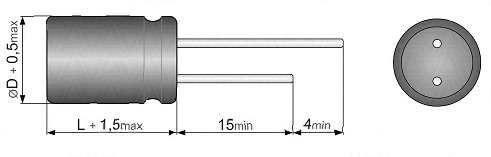 ØD + 0,5max
L + 1,5max
15min
4min